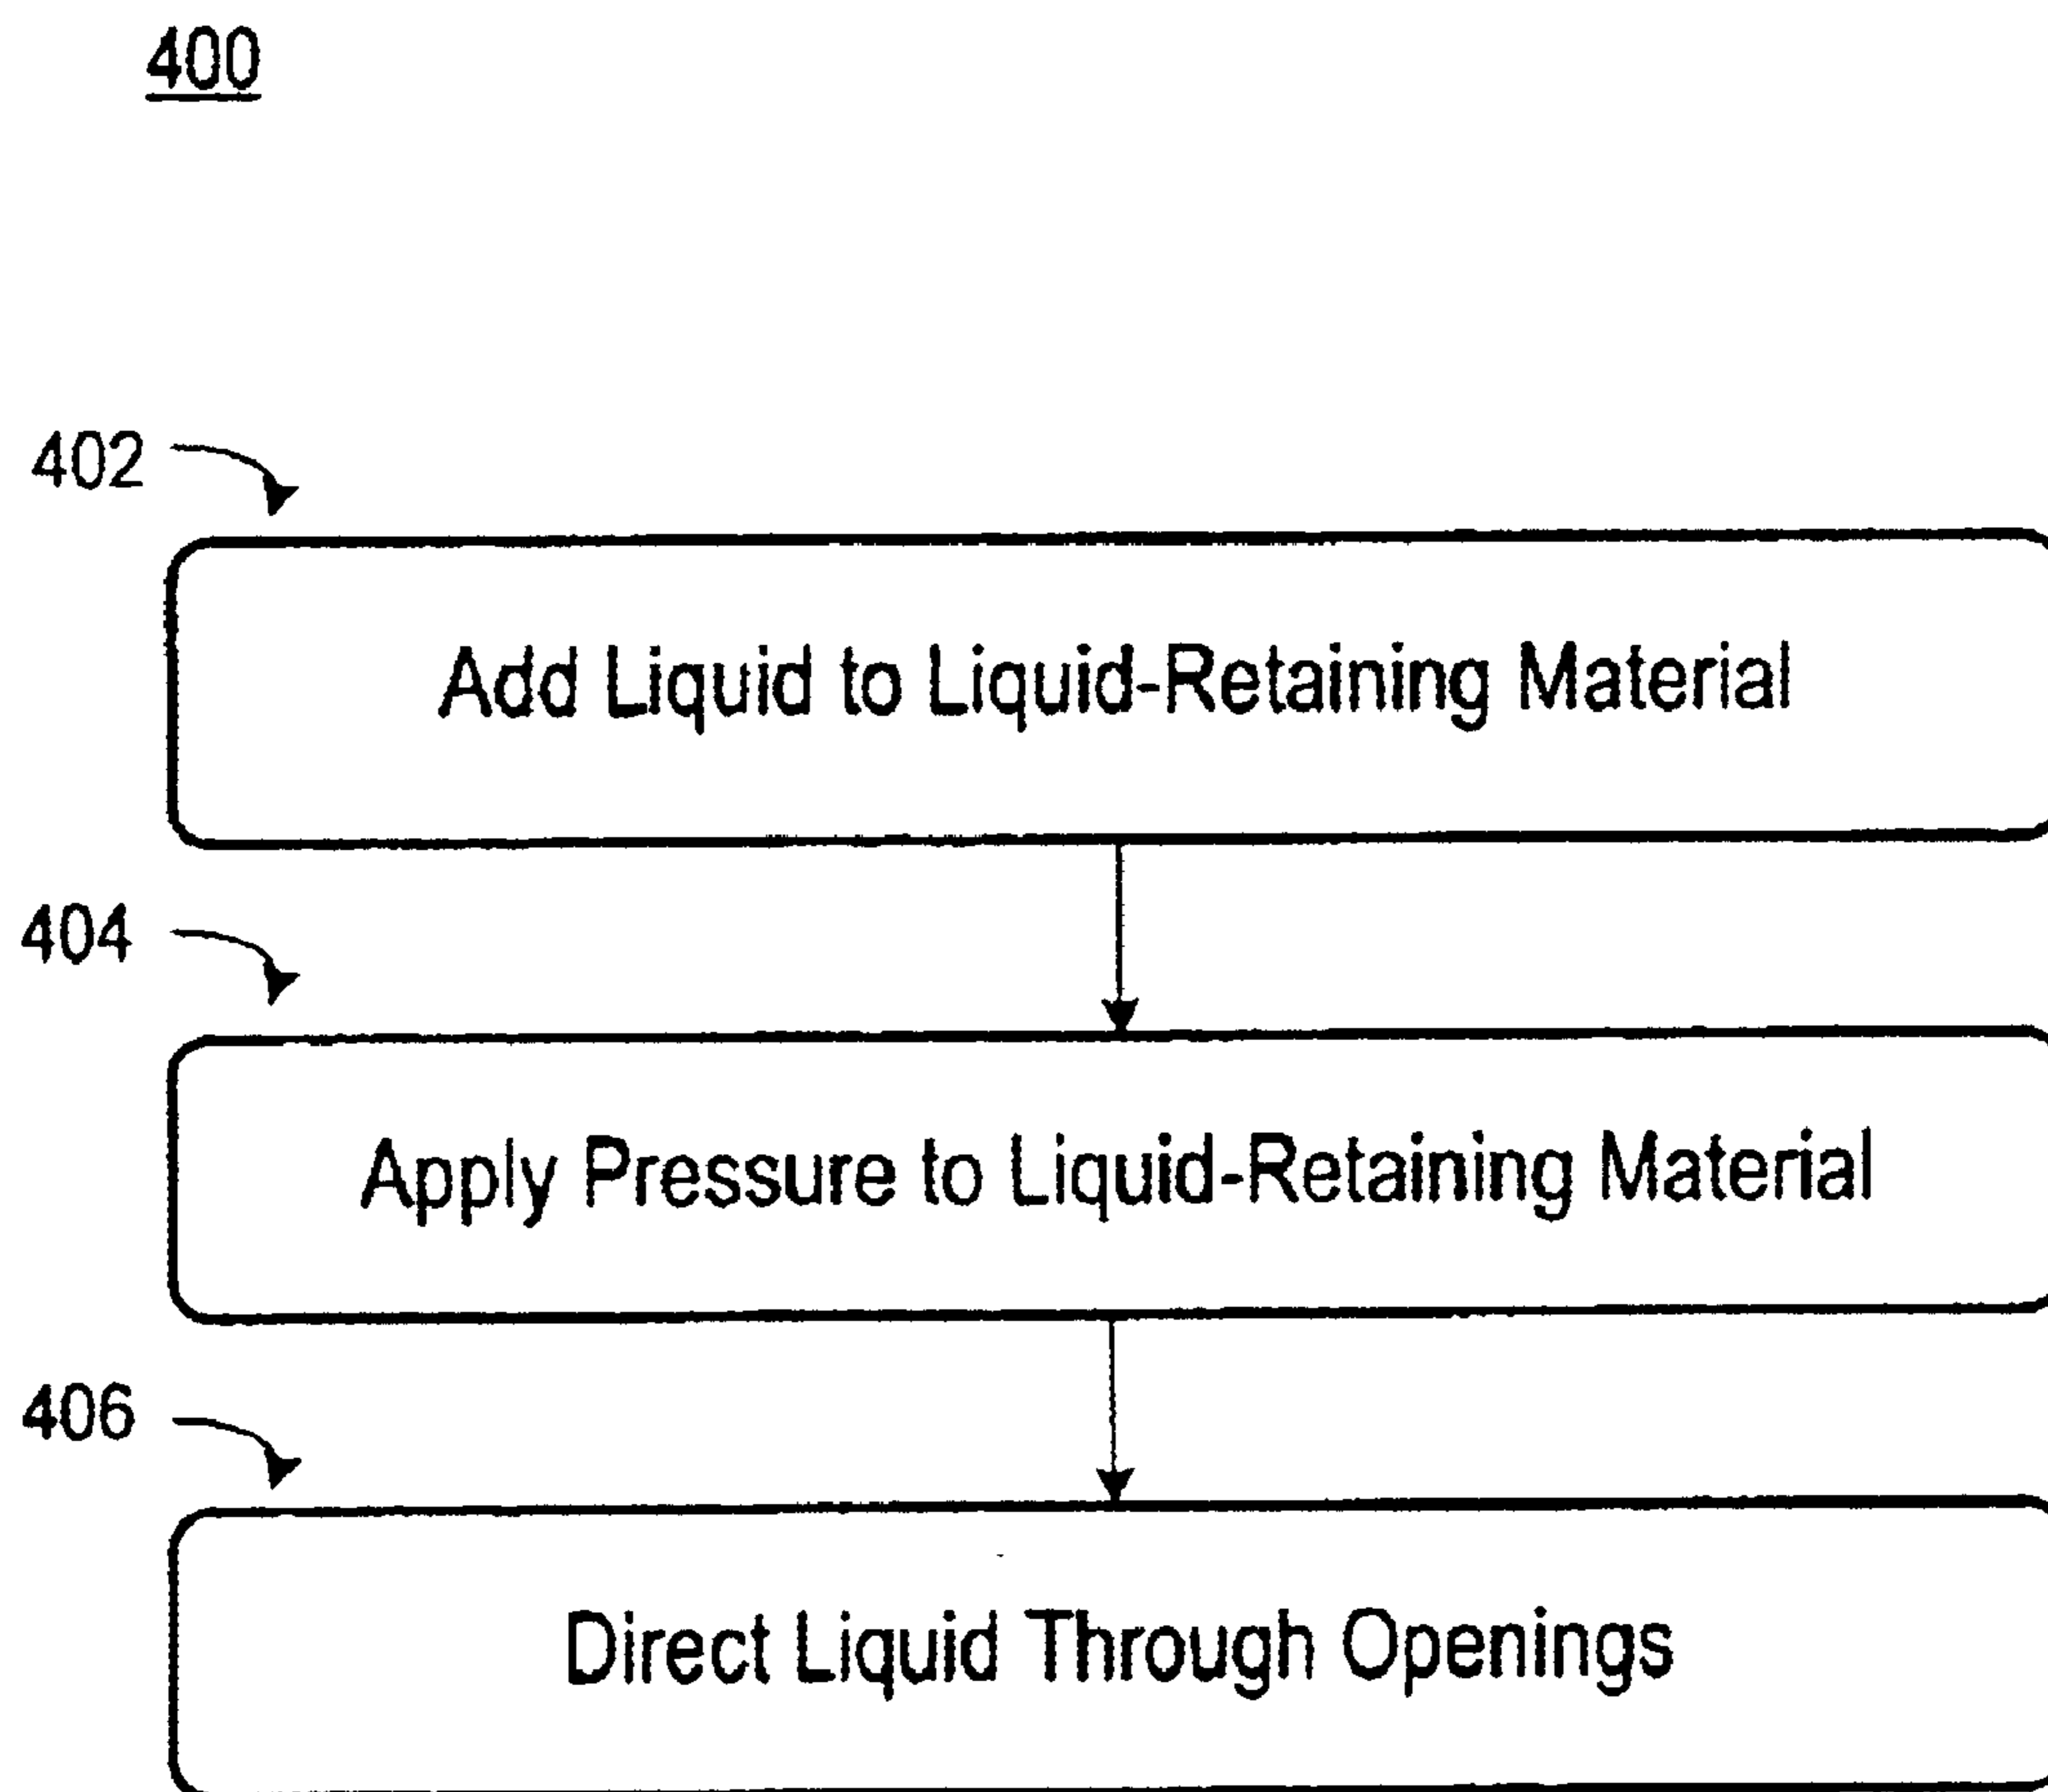 400
402
Add Liquid to Liquid-Retaining Material
404
Apply Pressure to Liquid-Retaining Material
406
Direct Liquid Through Openings